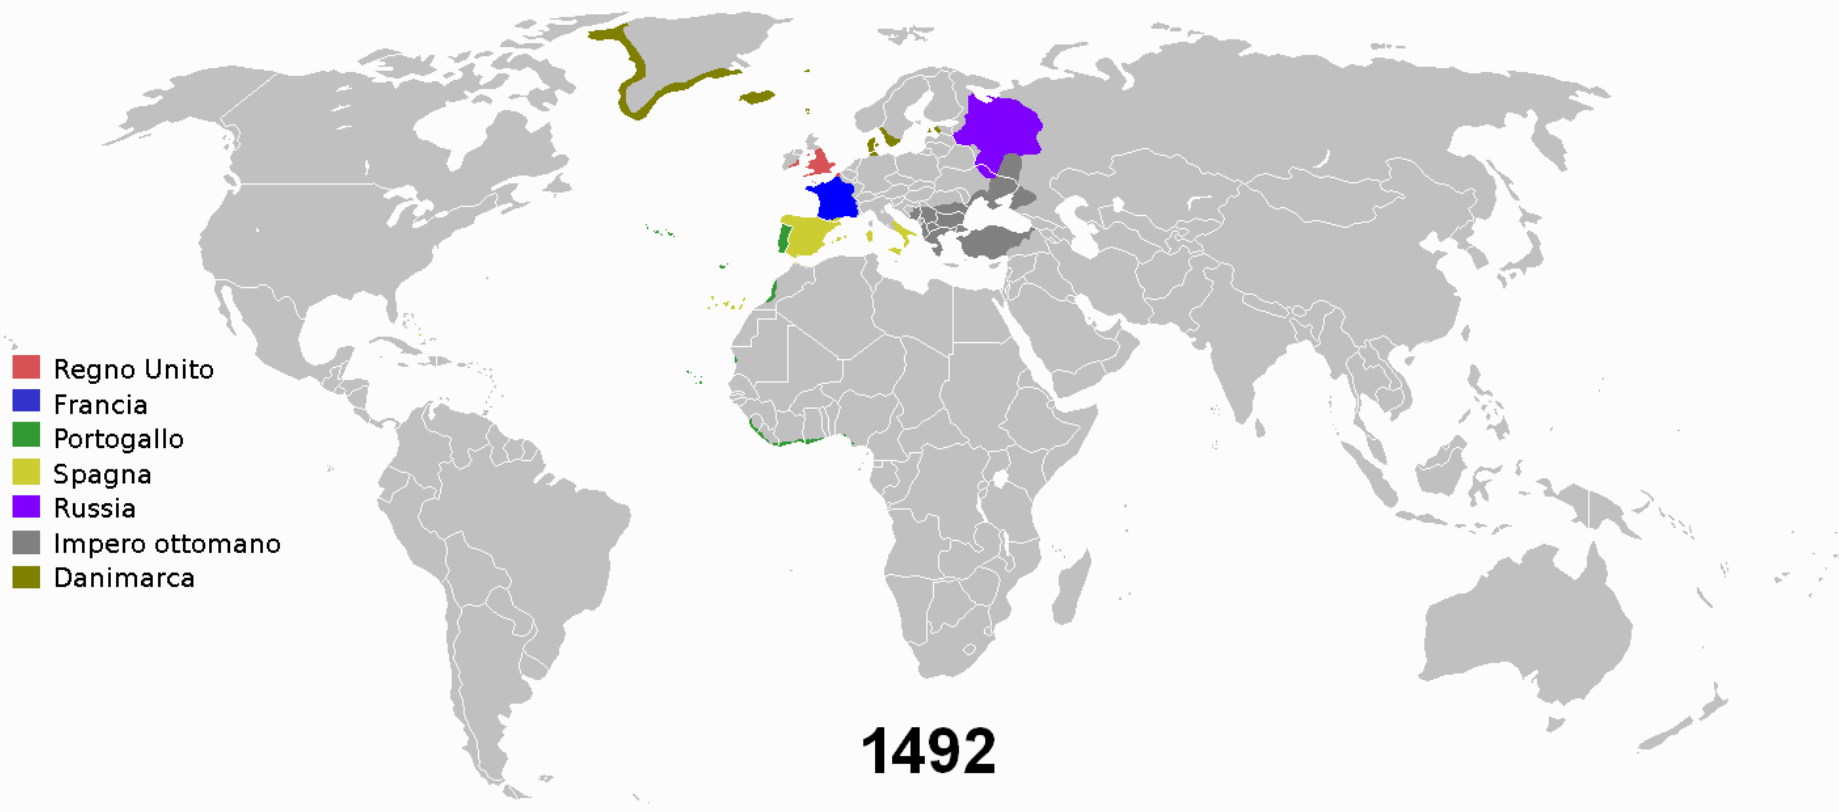 Regno Unito
Francia
Portogallo
Spagna
Russia
Impero ottomano
Danimarca
1492